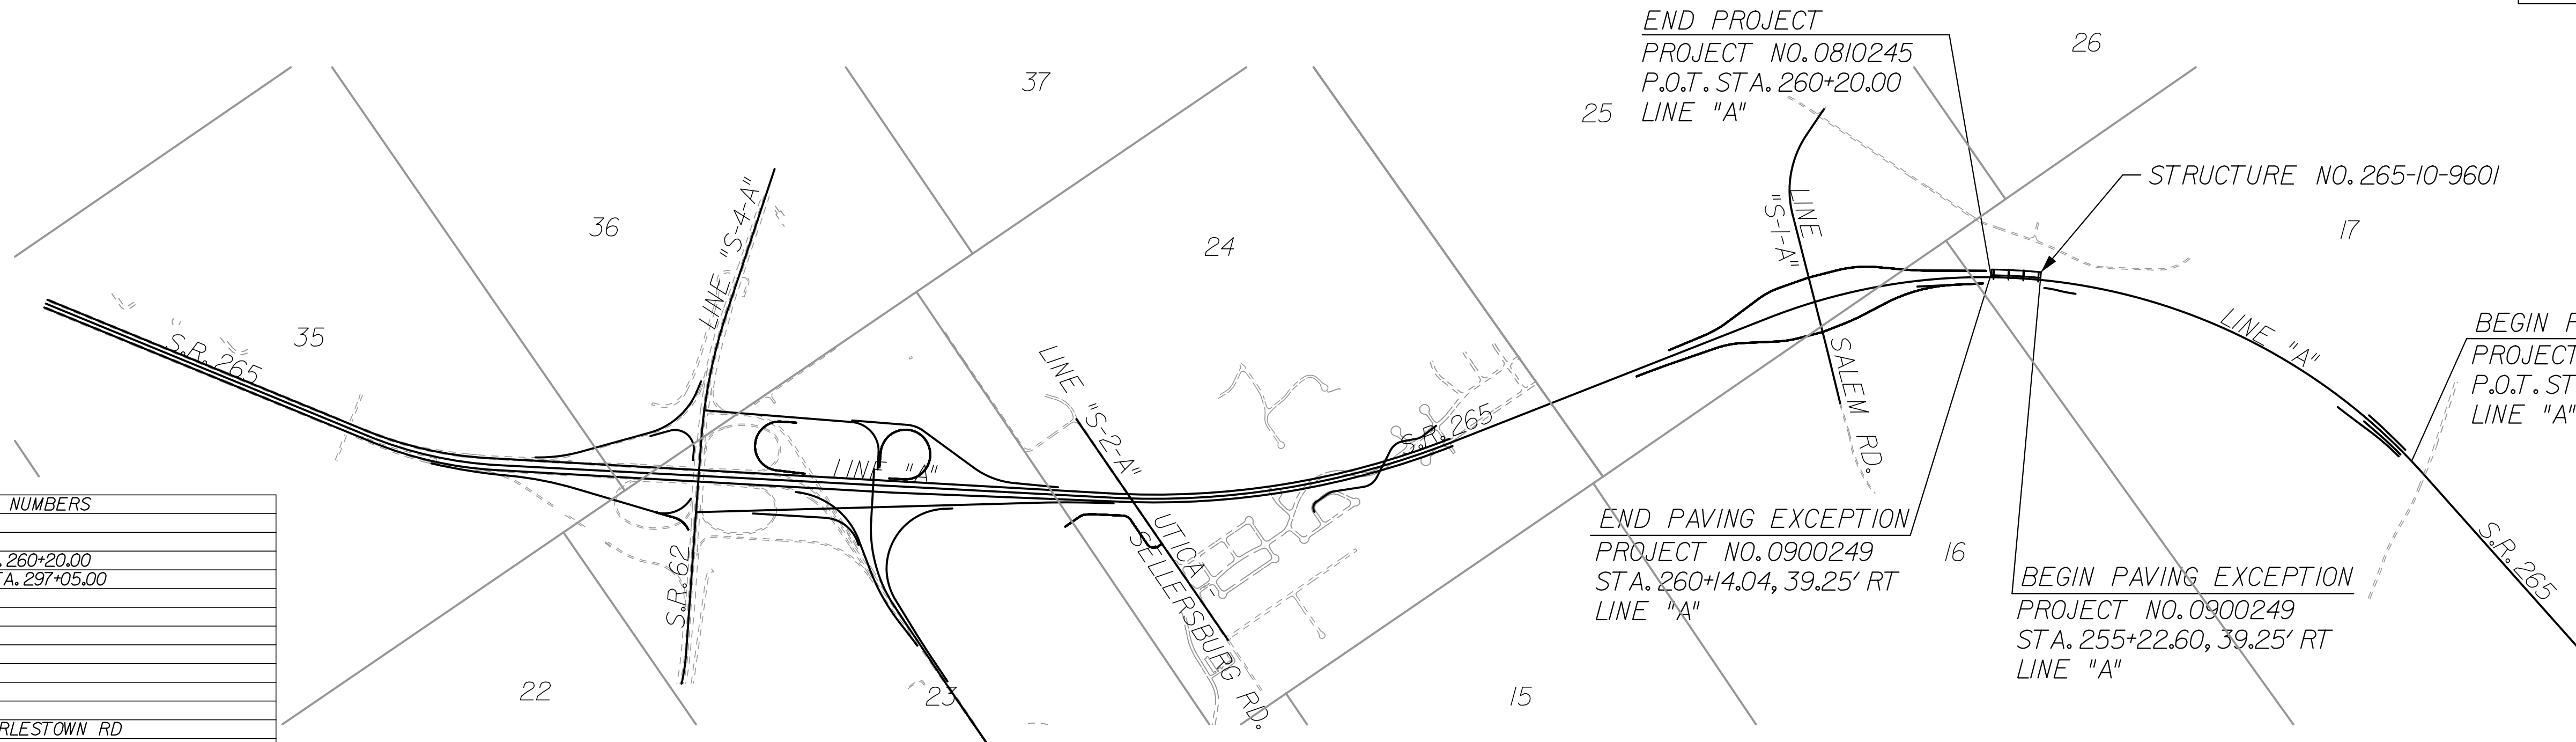 END PROJECT
PROJECT NO. 0810245
P.O.T. STA. 260+20.00
LINE "A"
26
37
25
STRUCTURE NO. 265-10-9601
17
36
LINE "S-4-A"
24
LINE
"S-1-A"
35
S.R. 265
LINE "A"
BEGIN
PROJECT
P.O.T.
LINE "A"
LINE "S-2-A"
SALEM RD.
S.R. 265
LINE "A"
NUMBERS
260+20.00
297+05.00
S.R. 62
UTICA -
SELLERSBURG RD.
END PAVING EXCEPTION
PROJECT NO. 0900249
STA. 260+14.04, 39.25' RT
LINE "A"
16
BEGIN PAVING EXCEPTION
PROJECT NO. 0900249
STA. 255+22.60, 39.25' RT
LINE "A"
S.R. 265
22
23
15
RD